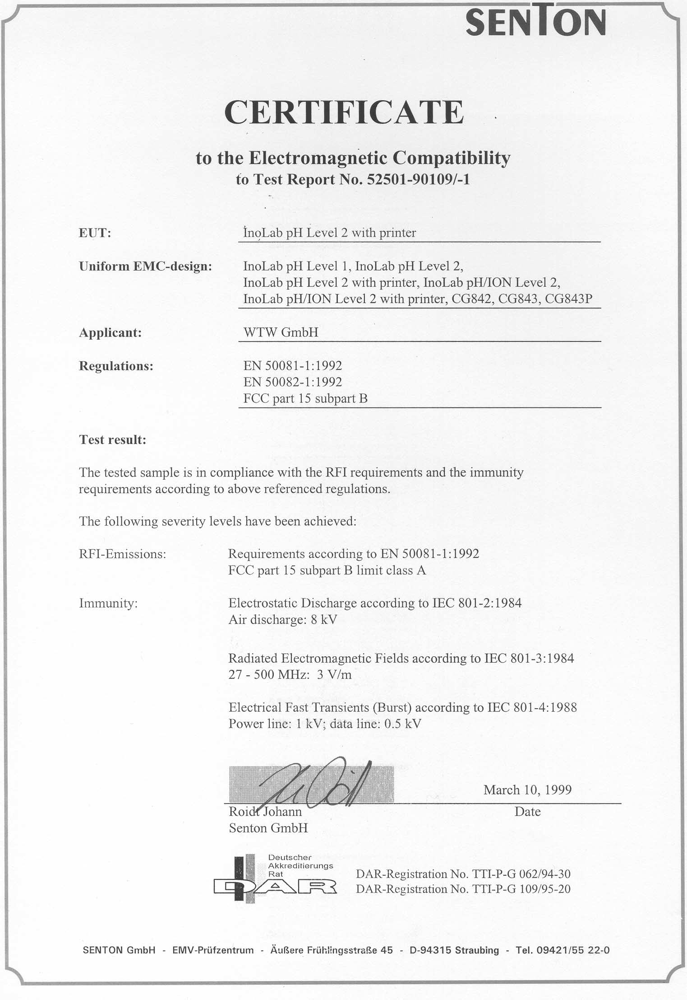 SENTON
CERTIFICATE
to the Electromagnetic Compatibility
to Test Report No. 52501-90109/-1
EUT: InoLab pH Level 2 with printer
Uniform EMC-design: InoLab pH Level 1, InoLab pH Level 2,
InoLab pH Level 2 with printer, InoLab pH/ION Level 2,
InoLab pH/ION Level 2 with printer, CG842, CG843, CG843P
Applicant: WTW GmbH
Regulations: EN 50081-1:1992
EN 50082-1:1992
FCC part 15 subpart B
Test result:
The tested sample is in compliance with the RFI requirements and the immunity
requirements according to above referenced regulations.
The following severity levels have been achieved:
RFI-Emissions: Requirements according to EN 50081-1:1992
FCC part 15 subpart B limit class A
Immunity: Electrostatic Discharge according to IEC 801-2:1984
Air discharge: 8 kV
Radiated Electromagnetic Fields according to IEC 801-3:1984
27 - 500 MHz: 3 V/m
Electrical Fast Transients (Burst) according to IEC 801-4:1988
Power line: 1 kV; data line: 0.5 kV
March 10, 1999
Roidt Johann Date
Senton GmbH
Deutscher
Akkreditierungs
Rat
DAR
DAR-Registration No. TTI-P-G 062/94-30
DAR-Registration No. TTI-P-G 109/95-20
SENTON GmbH - EMV-Prüfzentrum - Äußere Frühlingsstraße 45 - D-94315 Straubing - Tel. 09421/55 22-0